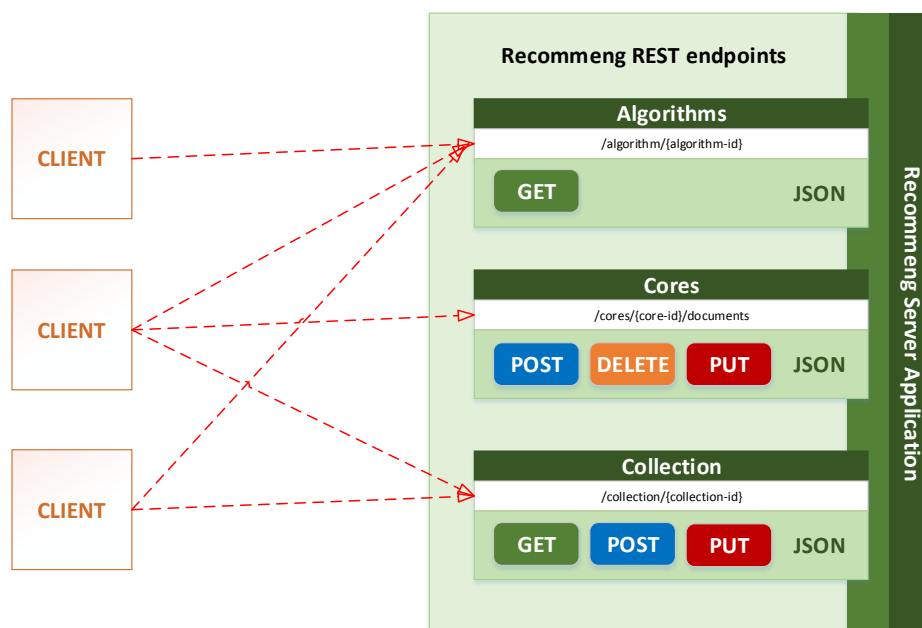 Recommeng REST endpoints
CLIENT
CLIENT
CLIENT
Algorithms
/algorithm/{algorithm-id}
GET
JSON
Cores
/cores/{core-id}/documents
POST
DELETE
PUT
JSON
Collection
/collection/{collection-id}
GET
POST
PUT
JSON
Recommeng Server Application